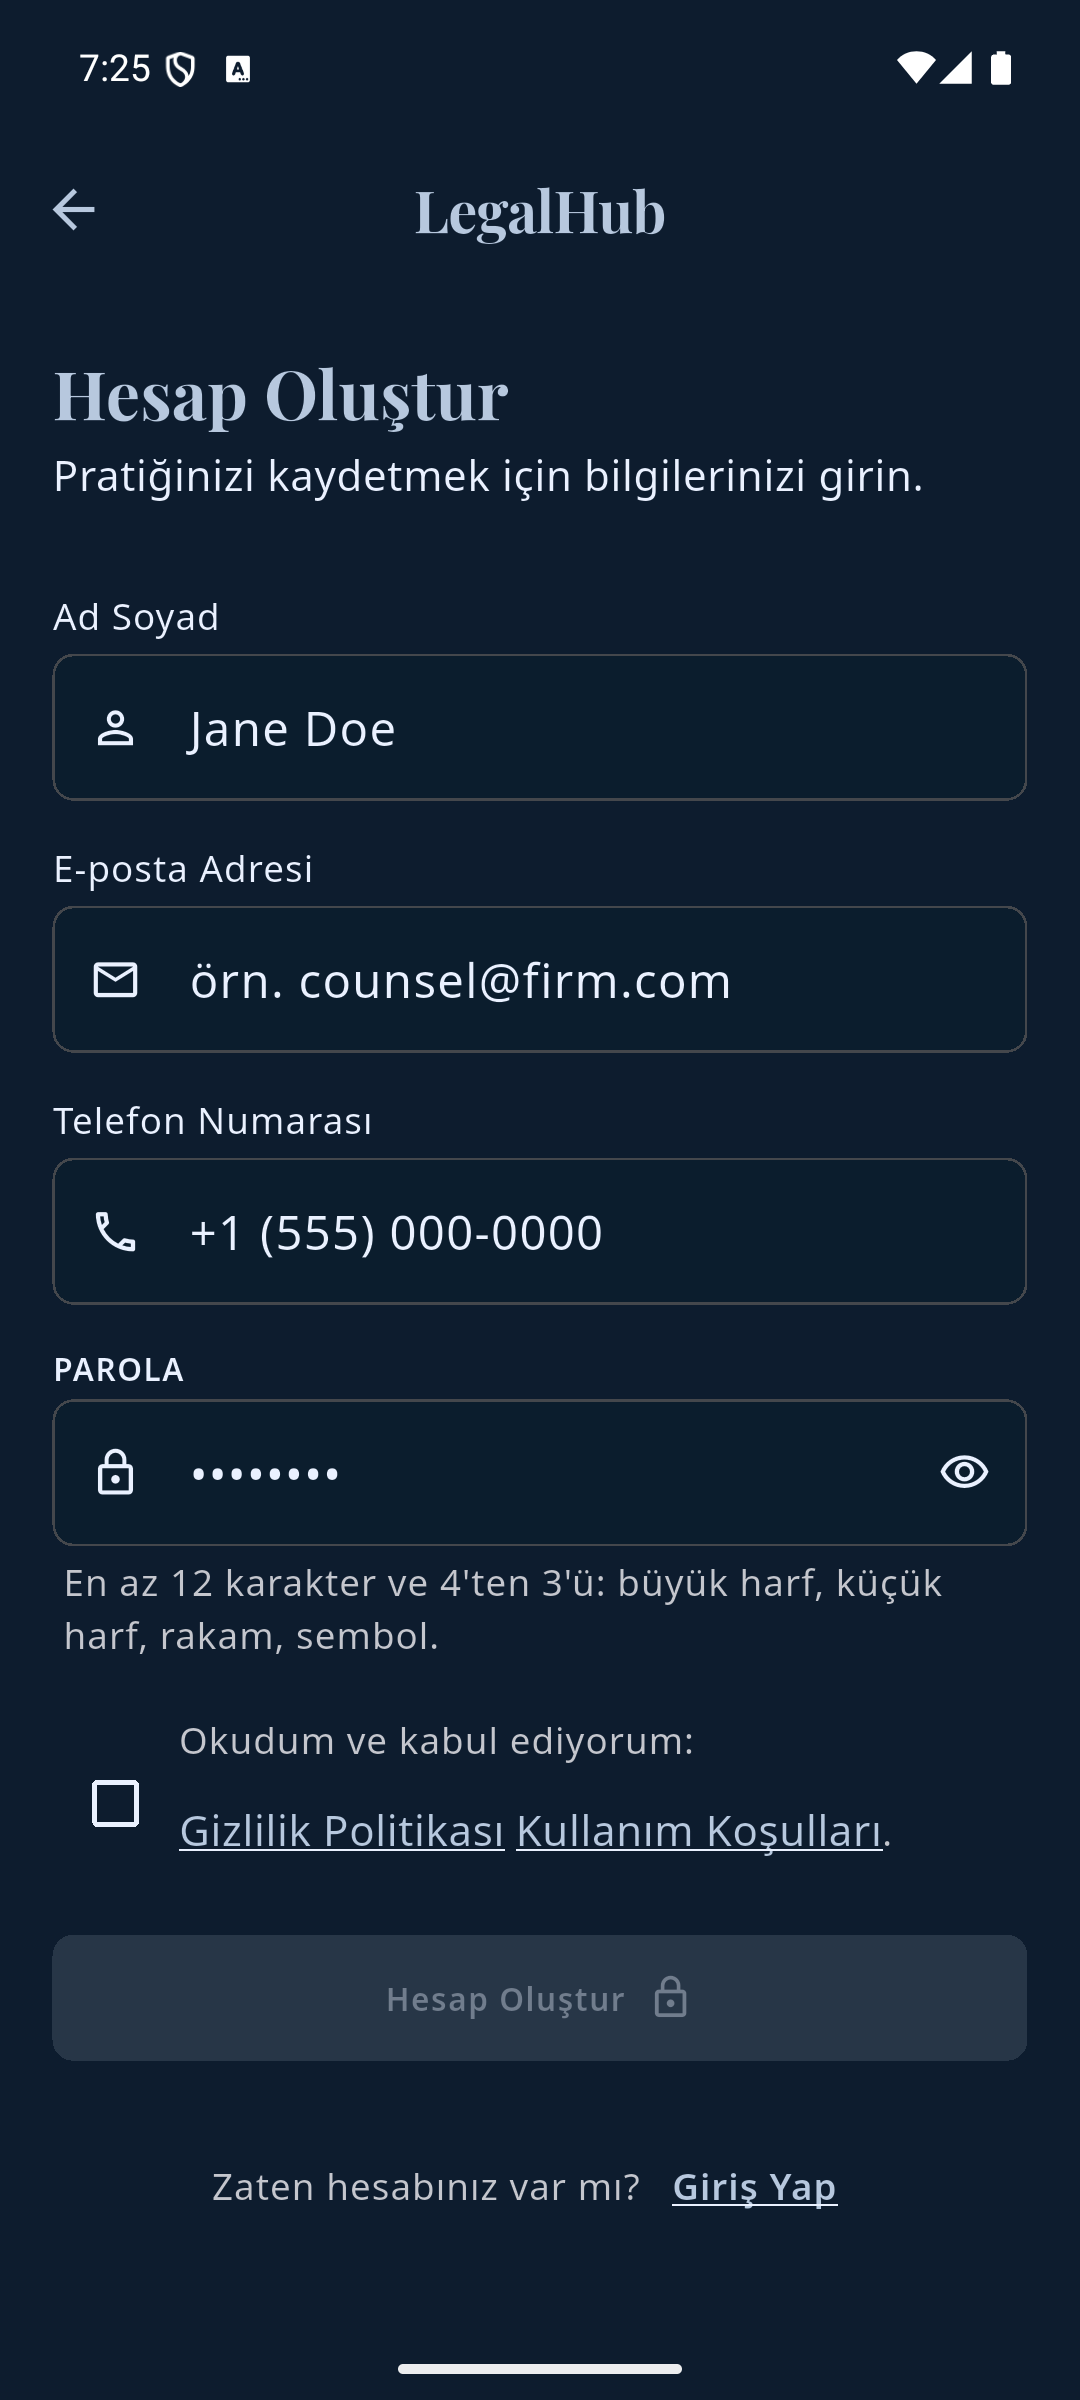 7:25
LegalHub
Hesap Oluştur
Pratiğinizi kaydetmek için bilgilerinizi girin.
Ad Soyad
Jane Doe
E-posta Adresi
örn. counsel@firm.com
Telefon Numarası
+1 (555) 000-0000
PAROLA
••••••••
En az 12 karakter ve 4'ten 3'ü: büyük harf, küçük
harf, rakam, sembol.
Okudum ve kabul ediyorum:
Gizlilik Politikası Kullanım Koşulları.
Hesap Oluştur
Zaten hesabınız var mı? Giriş Yap